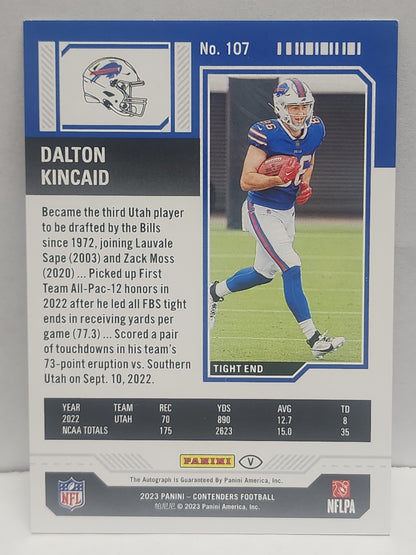 No. 107
DALTON
KINCAID
Became the third Utah player
to be drafted by the Bills
since 1972, joining Lauvale
Sape (2003) and Zack Moss
(2020) ... Picked up First
Team All-Pac-12 honors in
2022 after he led all FBS tight
ends in receiving yards per
game (77.3) ... Scored a pair
of touchdowns in his team's
73-point eruption vs. Southern
Utah on Sept. 10, 2022.
86
TIGHT END
YEAR TEAM REC YDS AVG TD
2022 UTAH 70 890 12.7 8
NCAA TOTALS 175 2623 15.0 35
PANINI V
The Autograph is Guaranteed By Panini America, Inc.
NFL
2023 PANINI – CONTENDERS FOOTBALL
帕尼尼 © 2023 Panini America, Inc.
NFLPA